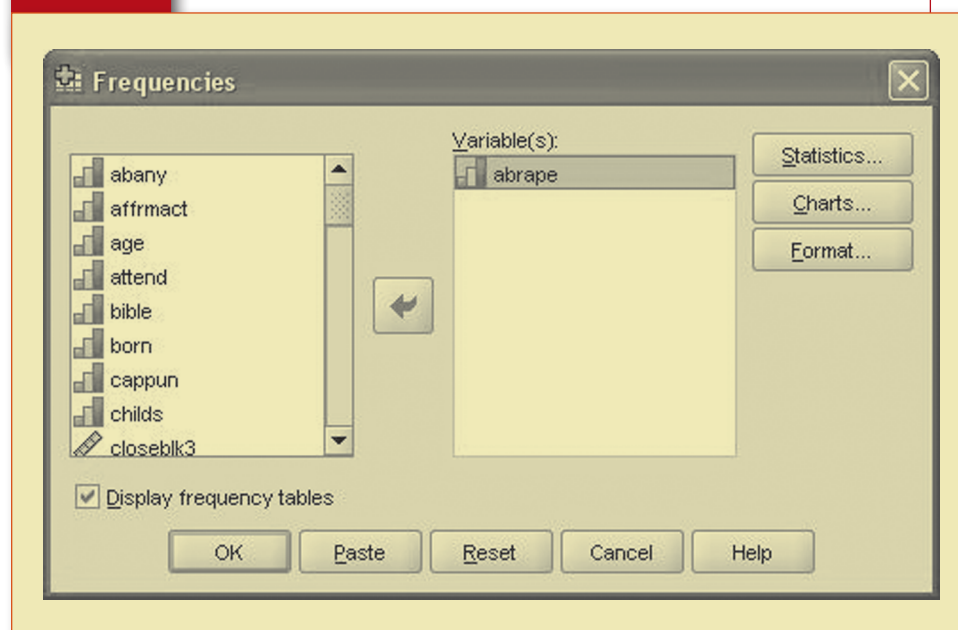 Frequencies
Variable(s):
abany
affrmact
age
attend
bible
born
cappun
childs
closeblk3
abrape
Statistics...
Charts...
Format...
Display frequency tables
OK
Paste
Reset
Cancel
Help